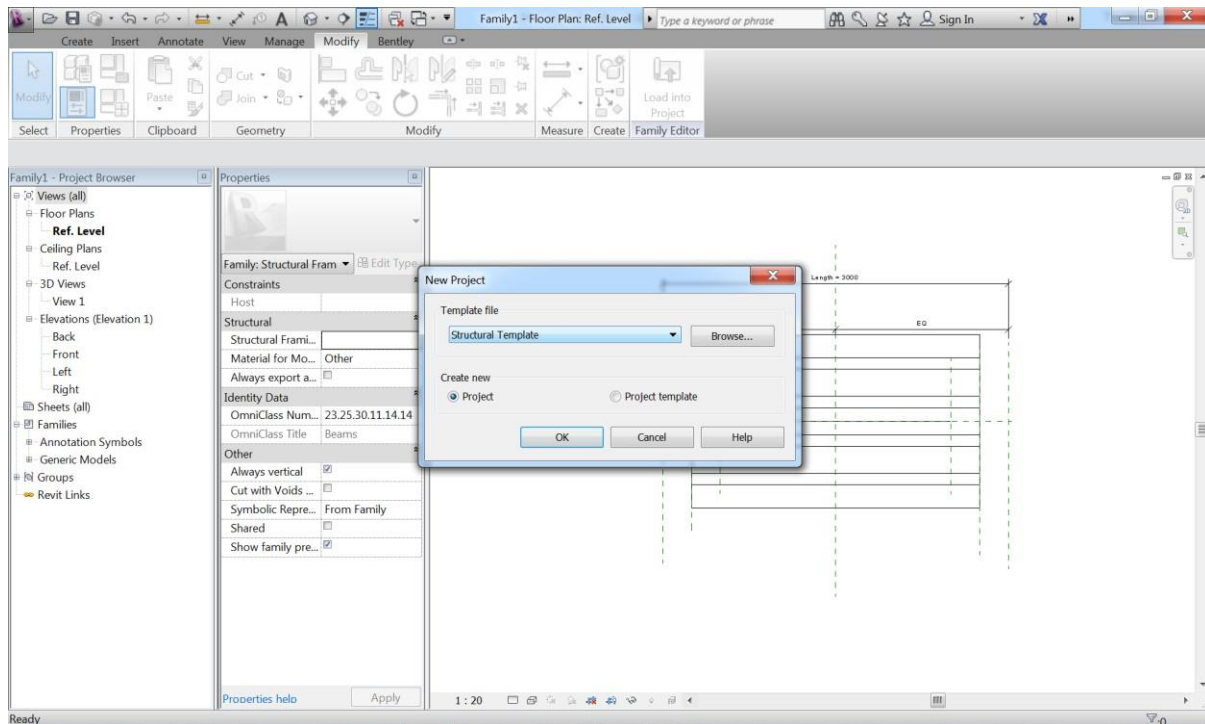 Family1 - Floor Plan: Ref. Level
Type a keyword or phrase
Sign In
Create Insert Annotate View Manage Modify Bentley
Cut
Join
Modify
Paste
Load into
Project
Select Properties Clipboard Geometry Modify Measure Create Family Editor
Family1 - Project Browser
Views (all)
Floor Plans
Ref. Level
Ceiling Plans
Ref. Level
3D Views
View 1
Elevations (Elevation 1)
Back
Front
Left
Right
Sheets (all)
Families
Annotation Symbols
Generic Models
Groups
Revit Links
Properties
Family: Structural Fram
Edit Type
Constraints
Host
Structural
Structural Frami...
Material for Mo... Other
Always export a...
Identity Data
OmniClass Num... 23.25.30.11.14.14
OmniClass Title Beams
Other
Always vertical
Cut with Voids ...
Symbolic Repre... From Family
Shared
Show family pre...
Properties help
Apply
New Project
Template file
Structural Template
Browse...
Create new
Project
Project template
OK
Cancel
Help
Length = 3000
EQ
1 : 20
Ready
:0